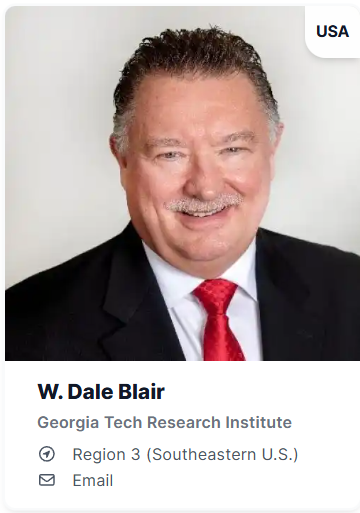 USA
W. Dale Blair
Georgia Tech Research Institute
Region 3 (Southeastern U.S.)
Email